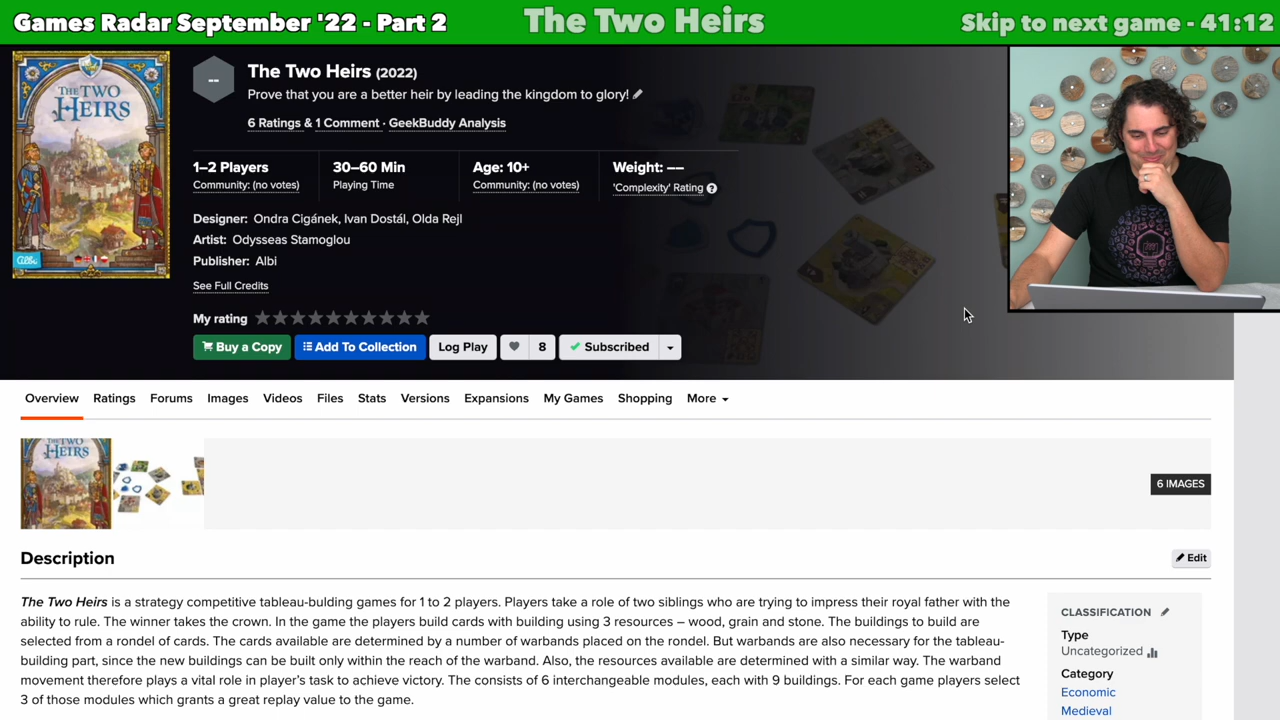 Games Radar September '22 - Part 2
The Two Heirs
Skip to next game - 41:12
THE TWO
HEIRS
Albi
--
The Two Heirs (2022)
Prove that you are a better heir by leading the kingdom to glory!
6 Ratings & 1 Comment · GeekBuddy Analysis
1–2 Players
Community: (no votes)
30–60 Min
Playing Time
Age: 10+
Community: (no votes)
Weight: --
'Complexity' Rating ?
Designer: Ondra Cigánek, Ivan Dostál, Olda Rejl
Artist: Odysseas Stamoglou
Publisher: Albi
See Full Credits
My rating
Buy a Copy
Add To Collection
Log Play
8
Subscribed
Overview Ratings Forums Images Videos Files Stats Versions Expansions My Games Shopping More
THE TWO
HEIRS
6 IMAGES
Description
Edit
The Two Heirs is a strategy competitive tableau-bulding games for 1 to 2 players. Players take a role of two siblings who are trying to impress their royal father with the
ability to rule. The winner takes the crown. In the game the players build cards with building using 3 resources – wood, grain and stone. The buildings to build are
selected from a rondel of cards. The cards available are determined by a number of warbands placed on the rondel. But warbands are also necessary for the tableau-
building part, since the new buildings can be built only within the reach of the warband. Also, the resources available are determined with a similar way. The warband
movement therefore plays a vital role in player's task to achieve victory. The consists of 6 interchangeable modules, each with 9 buildings. For each game players select
3 of those modules which grants a great replay value to the game.
CLASSIFICATION
Type
Uncategorized
Category
Economic
Medieval